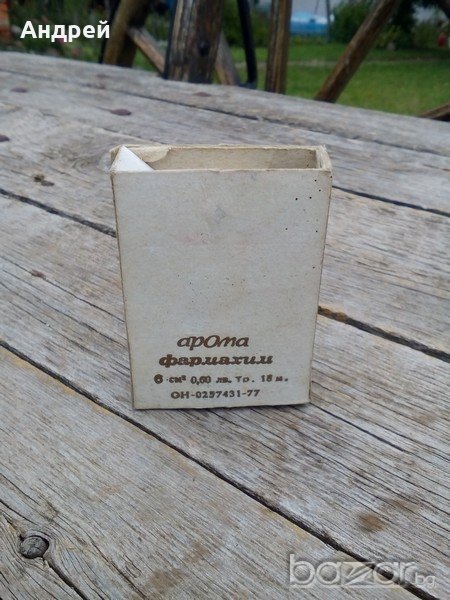 Андрей
арома
фармахим
6 см³ 0,60 лв. тр. 18 м.
ОН-0257431-77
bazar.bg